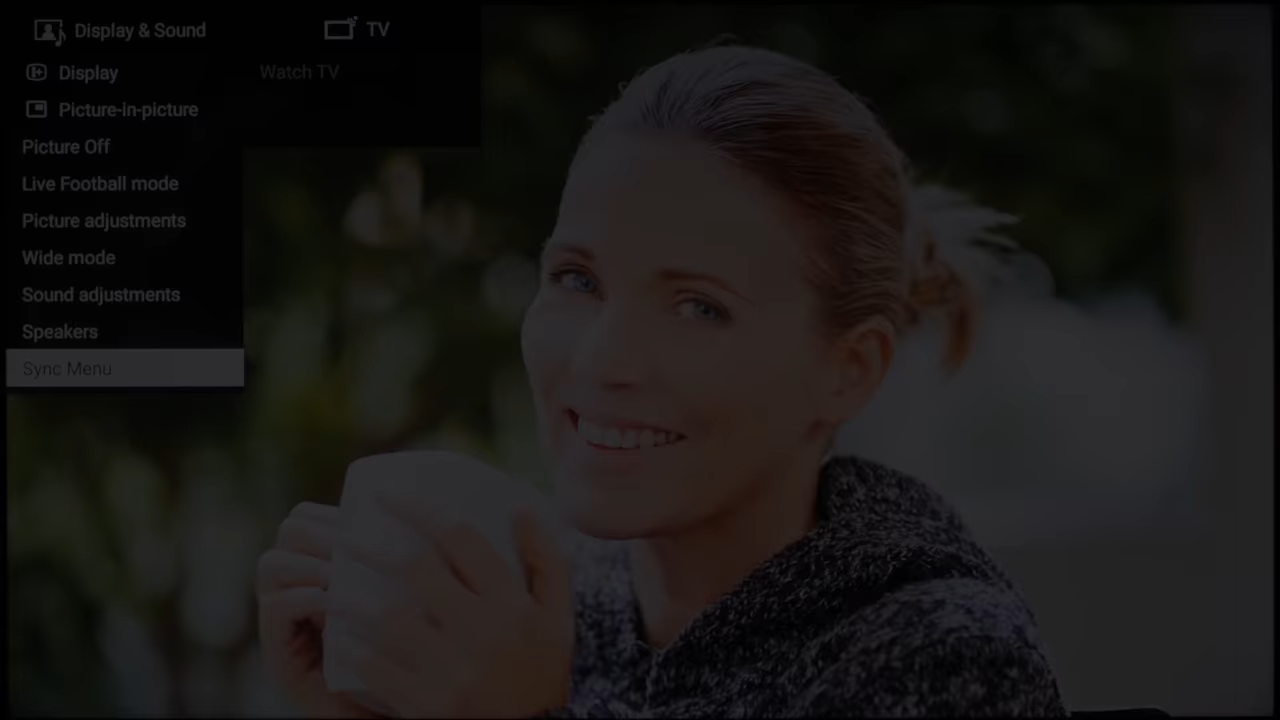 Display & Sound
TV
Display
Watch TV
Picture-in-picture
Picture Off
Live Football mode
Picture adjustments
Wide mode
Sound adjustments
Speakers
Sync Menu